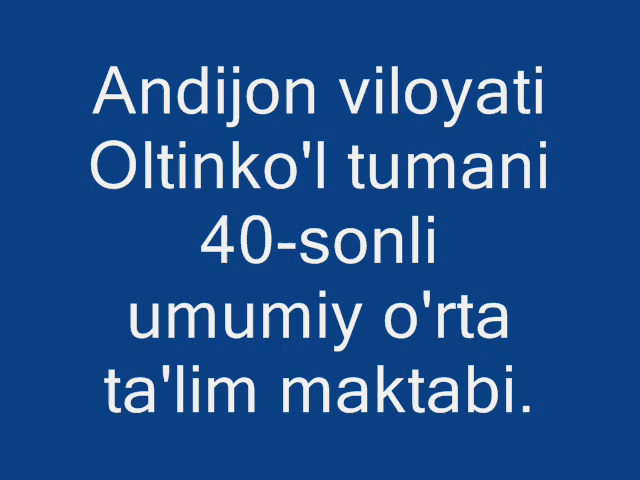 Andijon viloyati
Oltinko'l tumani
40-sonli
umumiy o'rta
ta'lim maktabi.